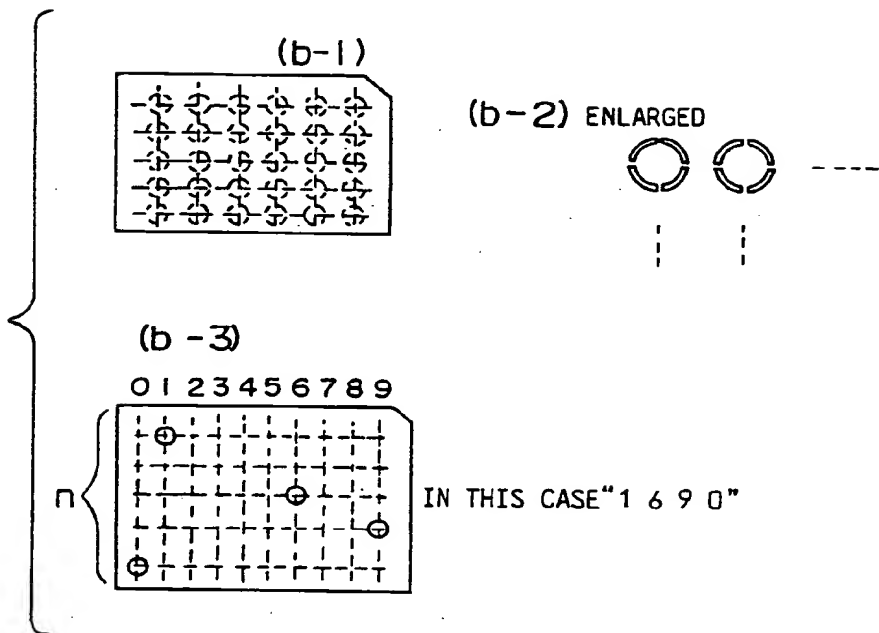 (b-1)
(b-2) ENLARGED
(b-3)
0 1 2 3 4 5 6 7 8 9
n
IN THIS CASE "1 6 9 0"